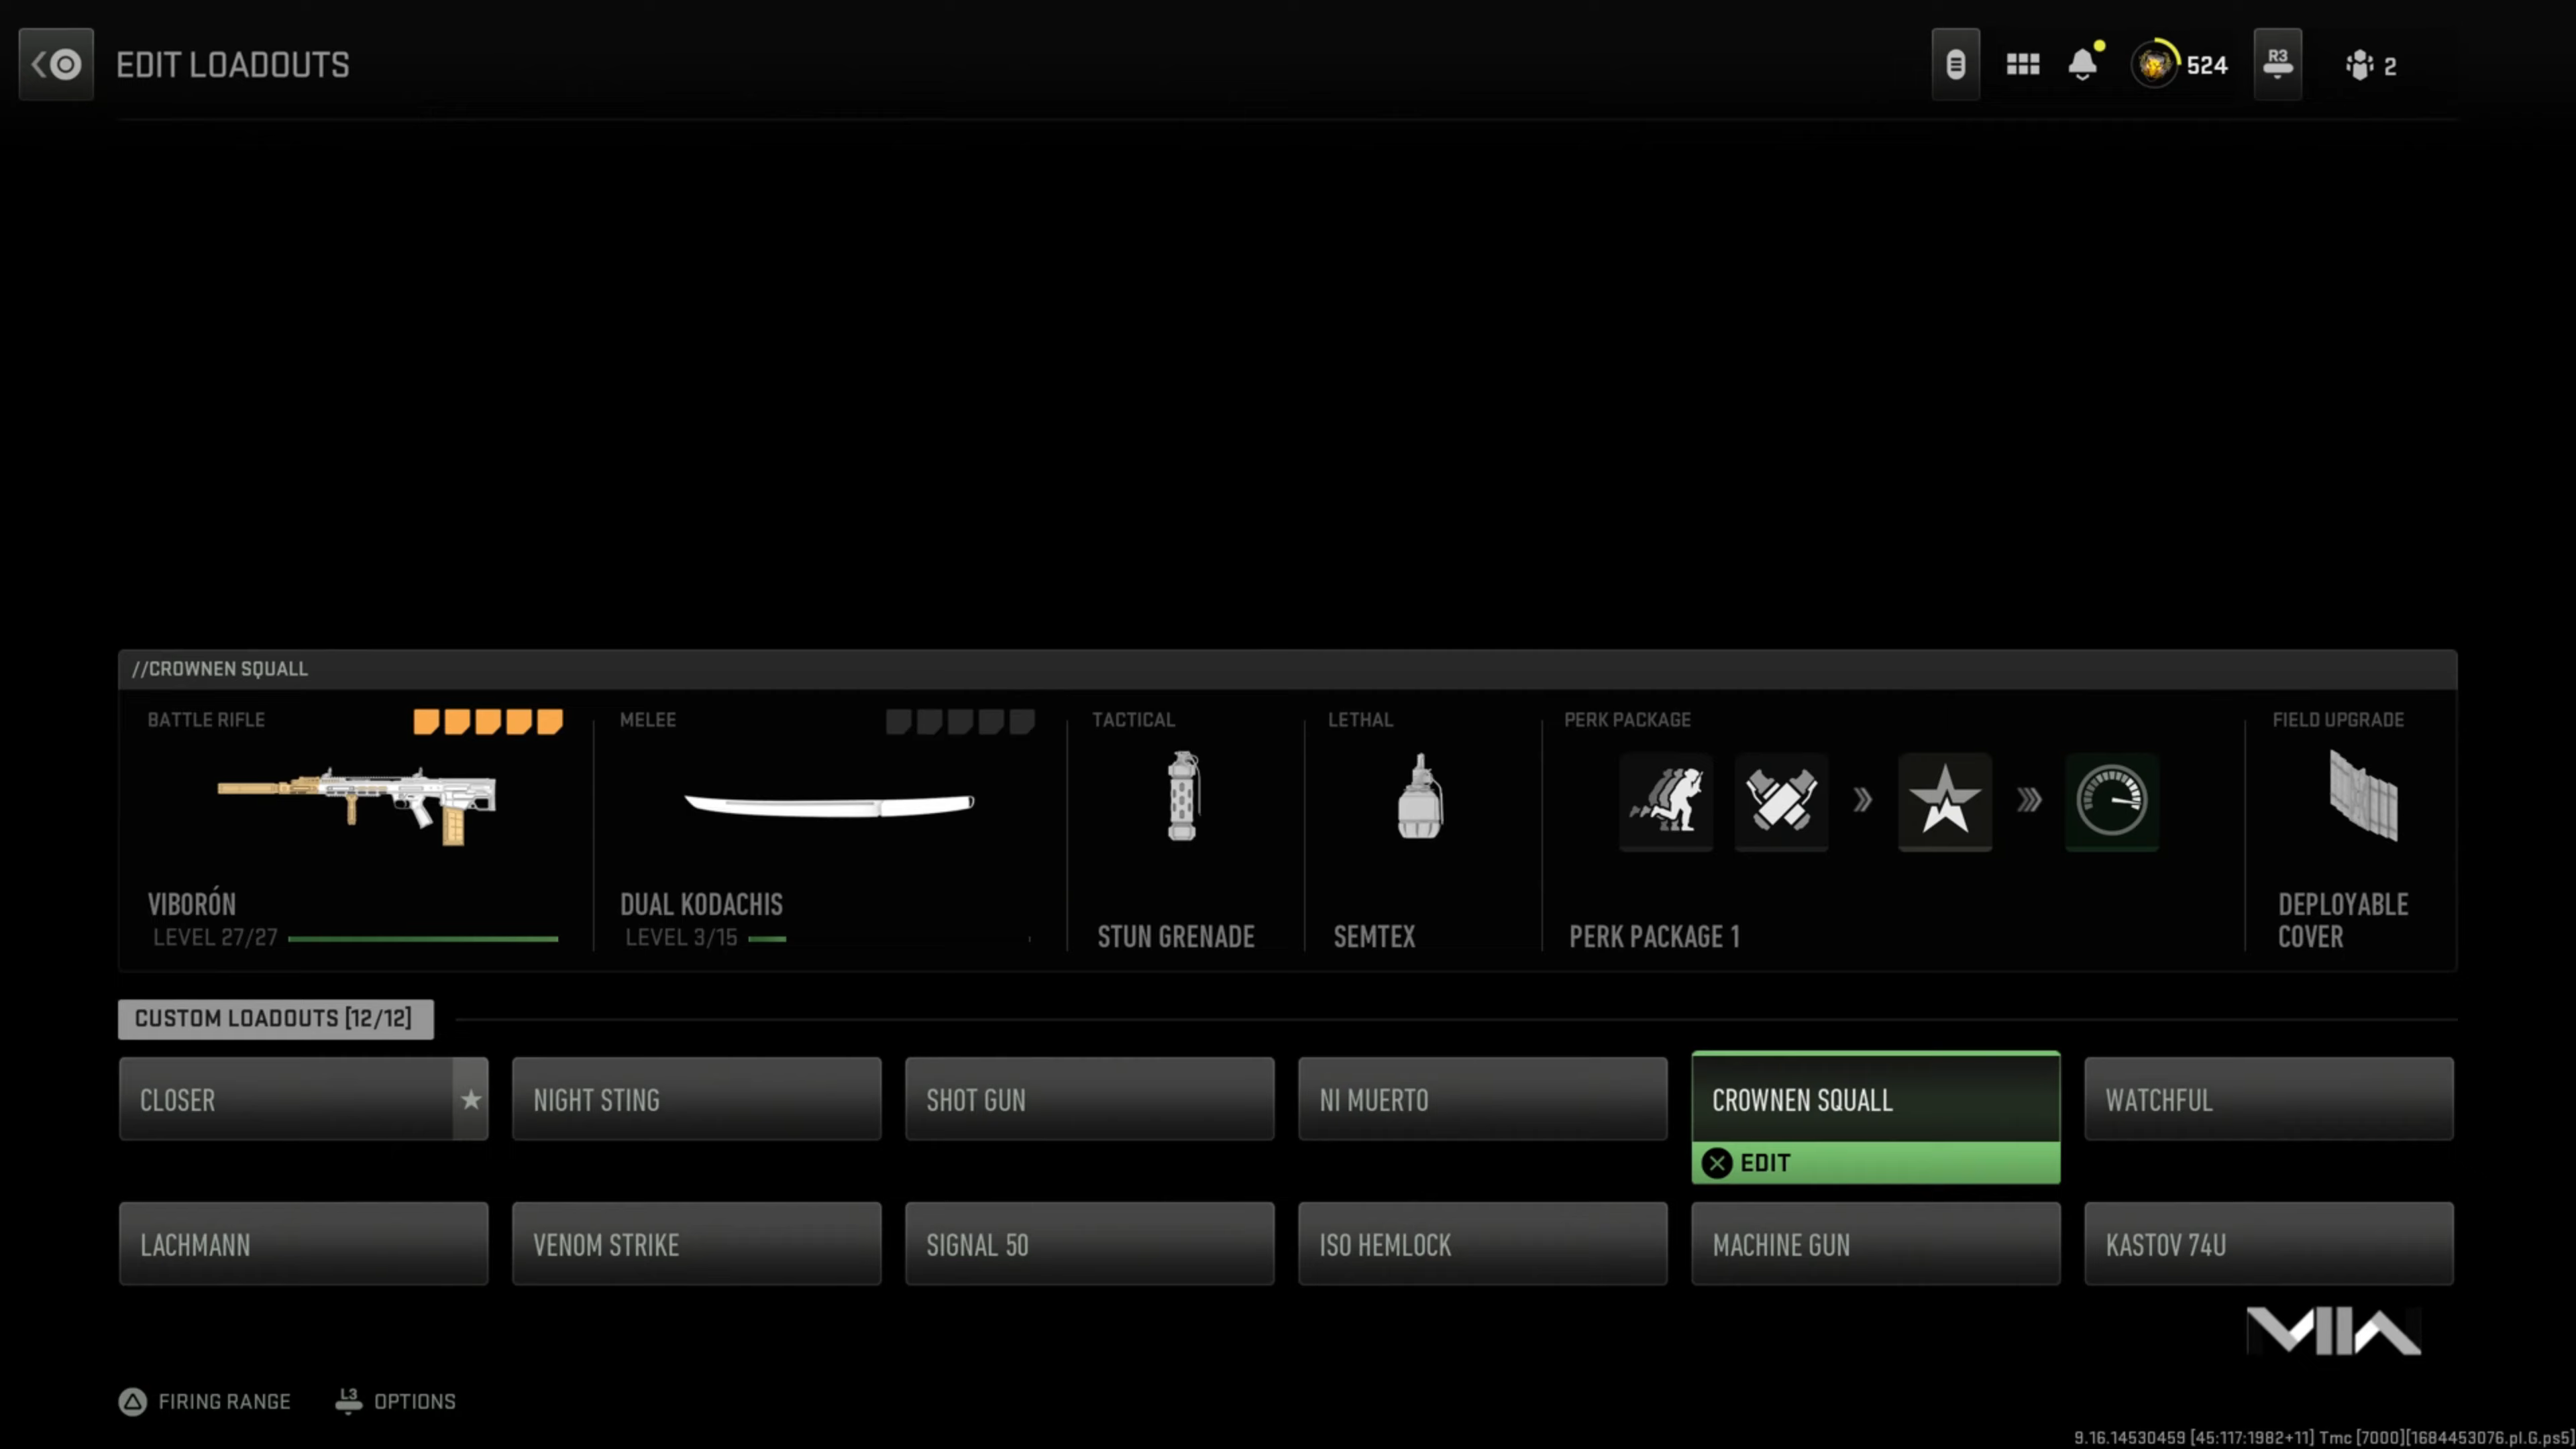 EDIT LOADOUTS
524
R3
2
//CROWNEN SQUALL
BATTLE RIFLE
MELEE
TACTICAL
LETHAL
PERK PACKAGE
FIELD UPGRADE
VIBORÓN
LEVEL 27/27
DUAL KODACHIS
LEVEL 3/15
STUN GRENADE
SEMTEX
PERK PACKAGE 1
DEPLOYABLE
COVER
CUSTOM LOADOUTS [12/12]
CLOSER
NIGHT STING
SHOT GUN
NI MUERTO
CROWNEN SQUALL
WATCHFUL
EDIT
LACHMANN
VENOM STRIKE
SIGNAL 50
ISO HEMLOCK
MACHINE GUN
KASTOV 74U
MWII
FIRING RANGE
L3
OPTIONS
9.16.14530459 [45:117:1982+11] Tmc [7000][1684453076.pl.G.ps5]